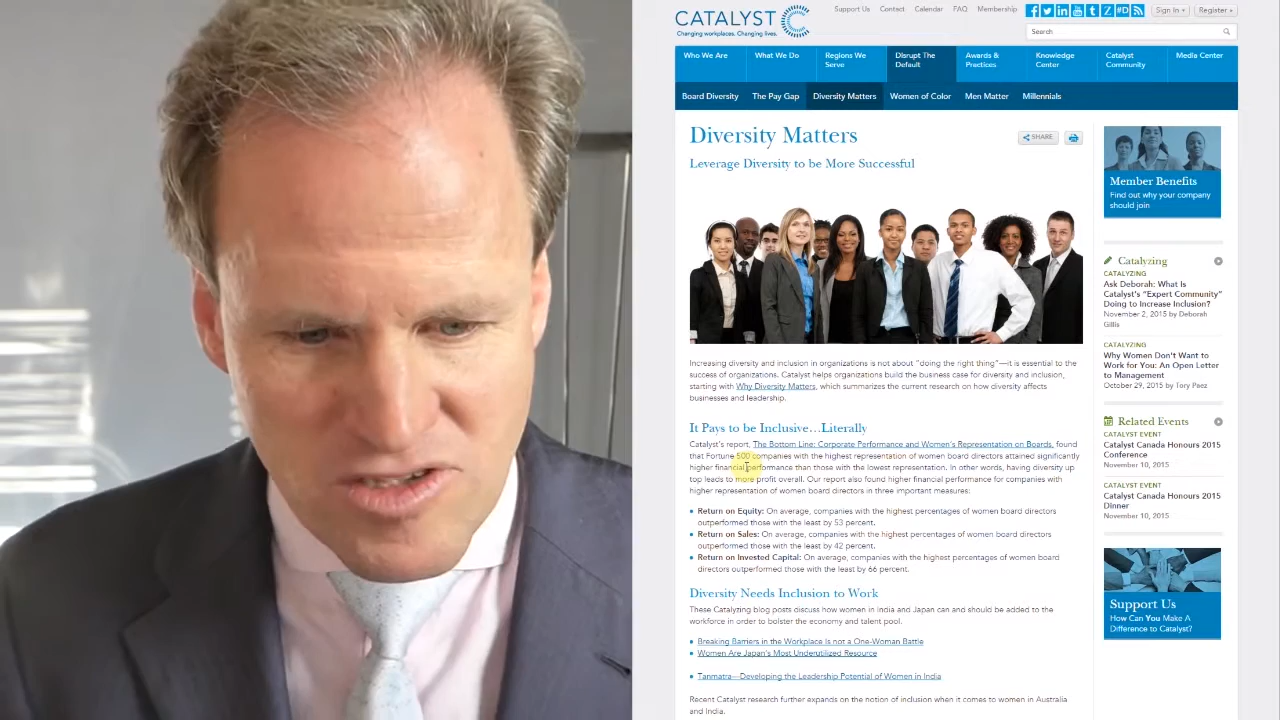 CATALYST
Changing workplaces. Changing lives.
Support Us Contact Calendar FAQ Membership
Sign In Register
Search
Who We Are
What We Do
Regions We Serve
Disrupt The Default
Awards & Practices
Knowledge Center
Catalyst Community
Media Center
Board Diversity The Pay Gap Diversity Matters Women of Color Men Matter Millennials
Diversity Matters
SHARE
Leverage Diversity to be More Successful
Increasing diversity and inclusion in organizations is not about "doing the right thing"—it is essential to the
success of organizations. Catalyst helps organizations build the business case for diversity and inclusion,
starting with Why Diversity Matters, which summarizes the current research on how diversity affects
businesses and leadership.
It Pays to be Inclusive…Literally
Catalyst's report, The Bottom Line: Corporate Performance and Women's Representation on Boards, found
that Fortune 500 companies with the highest representation of women board directors attained significantly
higher financial performance than those with the lowest representation. In other words, having diversity up
top leads to more profit overall. Our report also found higher financial performance for companies with
higher representation of women board directors in three important measures:
• Return on Equity: On average, companies with the highest percentages of women board directors
outperformed those with the least by 53 percent.
• Return on Sales: On average, companies with the highest percentages of women board directors
outperformed those with the least by 42 percent.
• Return on Invested Capital: On average, companies with the highest percentages of women board
directors outperformed those with the least by 66 percent.
Diversity Needs Inclusion to Work
These Catalyzing blog posts discuss how women in India and Japan can and should be added to the
workforce in order to bolster the economy and talent pool.
• Breaking Barriers in the Workplace Is not a One-Woman Battle
• Women Are Japan's Most Underutilized Resource
• Tanmatra—Developing the Leadership Potential of Women in India
Recent Catalyst research further expands on the notion of inclusion when it comes to women in Australia
and India.
Member Benefits
Find out why your company
should join
Catalyzing
CATALYZING
Ask Deborah: What Is
Catalyst's "Expert Community"
Doing to Increase Inclusion?
November 2, 2015 by Deborah
Gillis
CATALYZING
Why Women Don't Want to
Work for You: An Open Letter
to Management
October 29, 2015 by Tory Paez
Related Events
CATALYST EVENT
Catalyst Canada Honours 2015
Conference
November 10, 2015
CATALYST EVENT
Catalyst Canada Honours 2015
Dinner
November 10, 2015
Support Us
How Can You Make A
Difference to Catalyst?